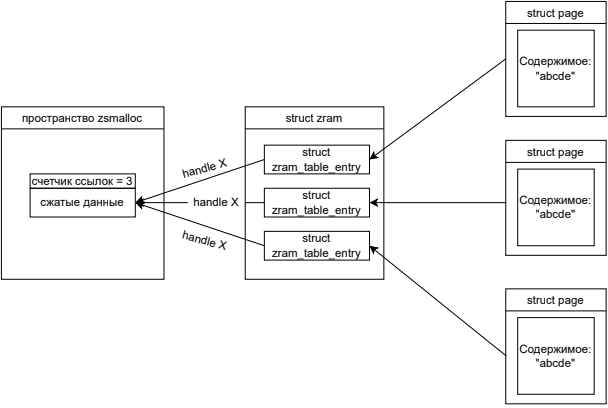 struct page
Содержимое:
"abcde"
пространство zsmalloc
struct zram
struct
zram_table_entry
handle X
struct page
Содержимое:
"abcde"
счетчик ссылок = 3
сжатые данные
handle X
struct
zram_table_entry
handle X
struct
zram_table_entry
struct page
Содержимое:
"abcde"